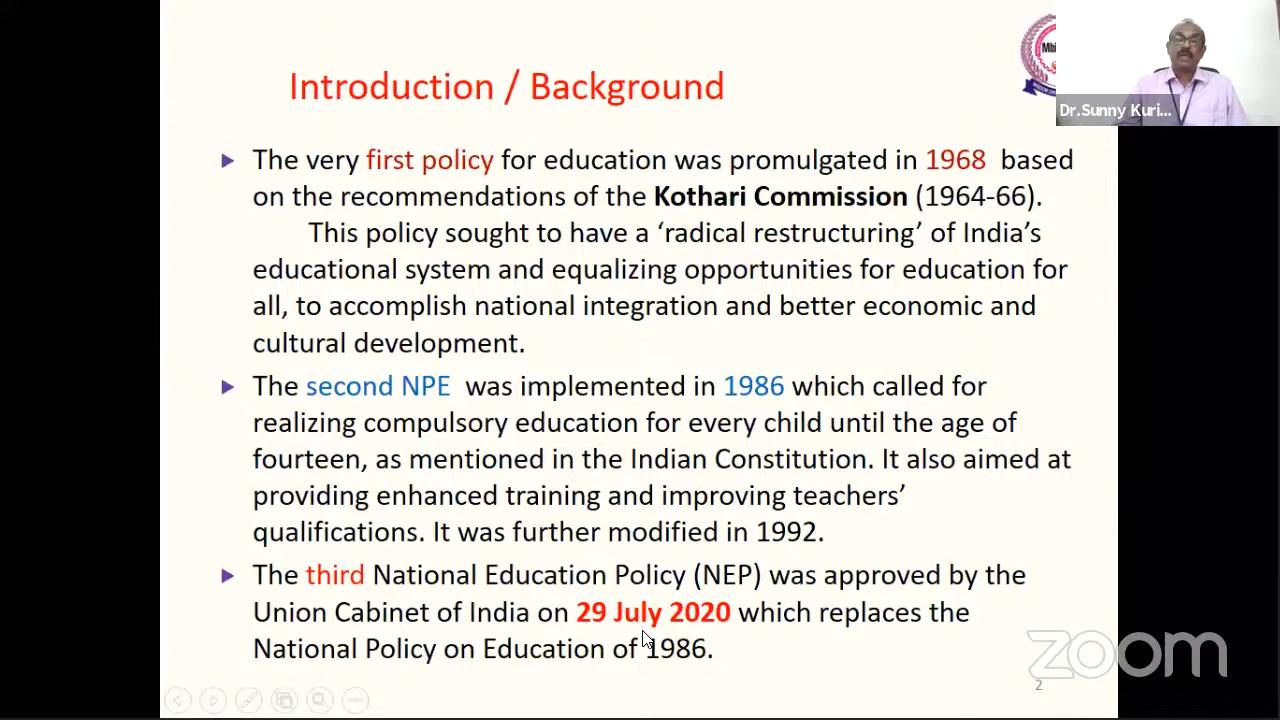 Introduction / Background
Mbi
Dr.Sunny Kuri...
The very first policy for education was promulgated in 1968 based
on the recommendations of the Kothari Commission (1964-66).
This policy sought to have a ‘radical restructuring’ of India’s
educational system and equalizing opportunities for education for
all, to accomplish national integration and better economic and
cultural development.
The second NPE was implemented in 1986 which called for
realizing compulsory education for every child until the age of
fourteen, as mentioned in the Indian Constitution. It also aimed at
providing enhanced training and improving teachers’
qualifications. It was further modified in 1992.
The third National Education Policy (NEP) was approved by the
Union Cabinet of India on 29 July 2020 which replaces the
National Policy on Education of 1986.
zoom
2